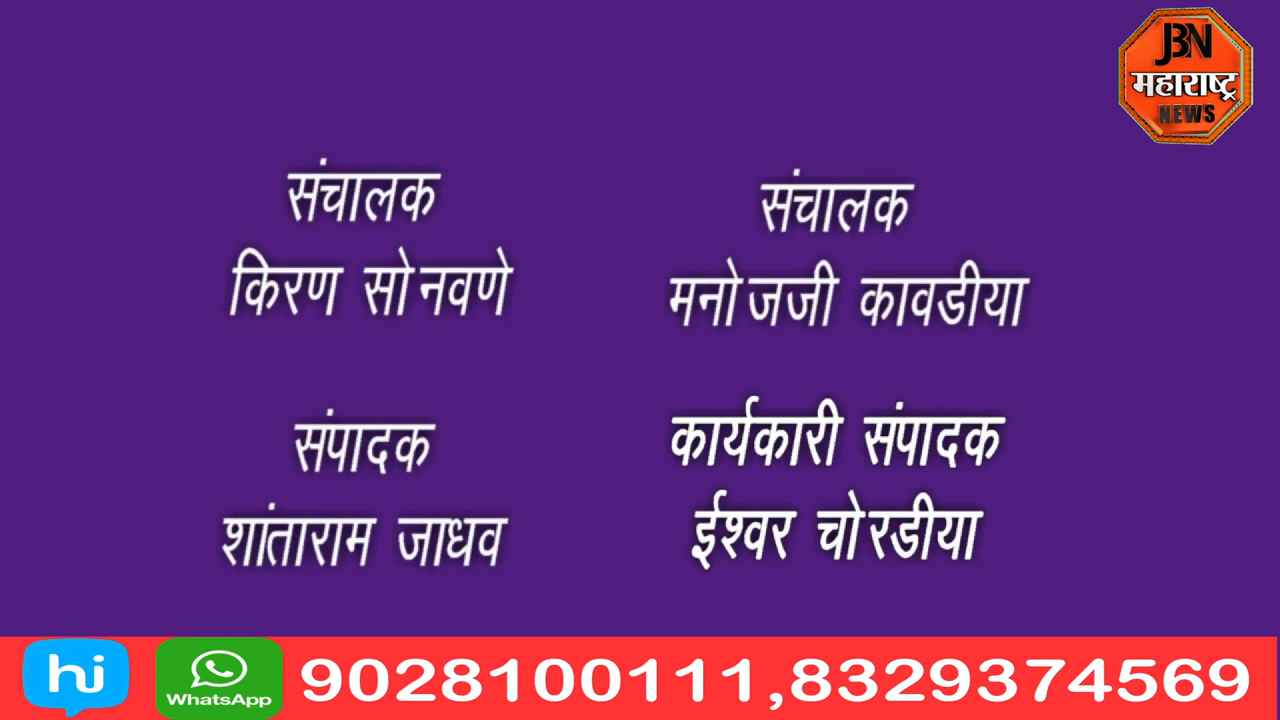 JBN
महाराष्ट्र
NEWS
संचालक
किरण सोनवणे
संचालक
मनोजजी कावडीया
संपादक
शांताराम जाधव
कार्यकारी संपादक
ईश्वर चोरडीया
hi
WhatsApp
9028100111,8329374569